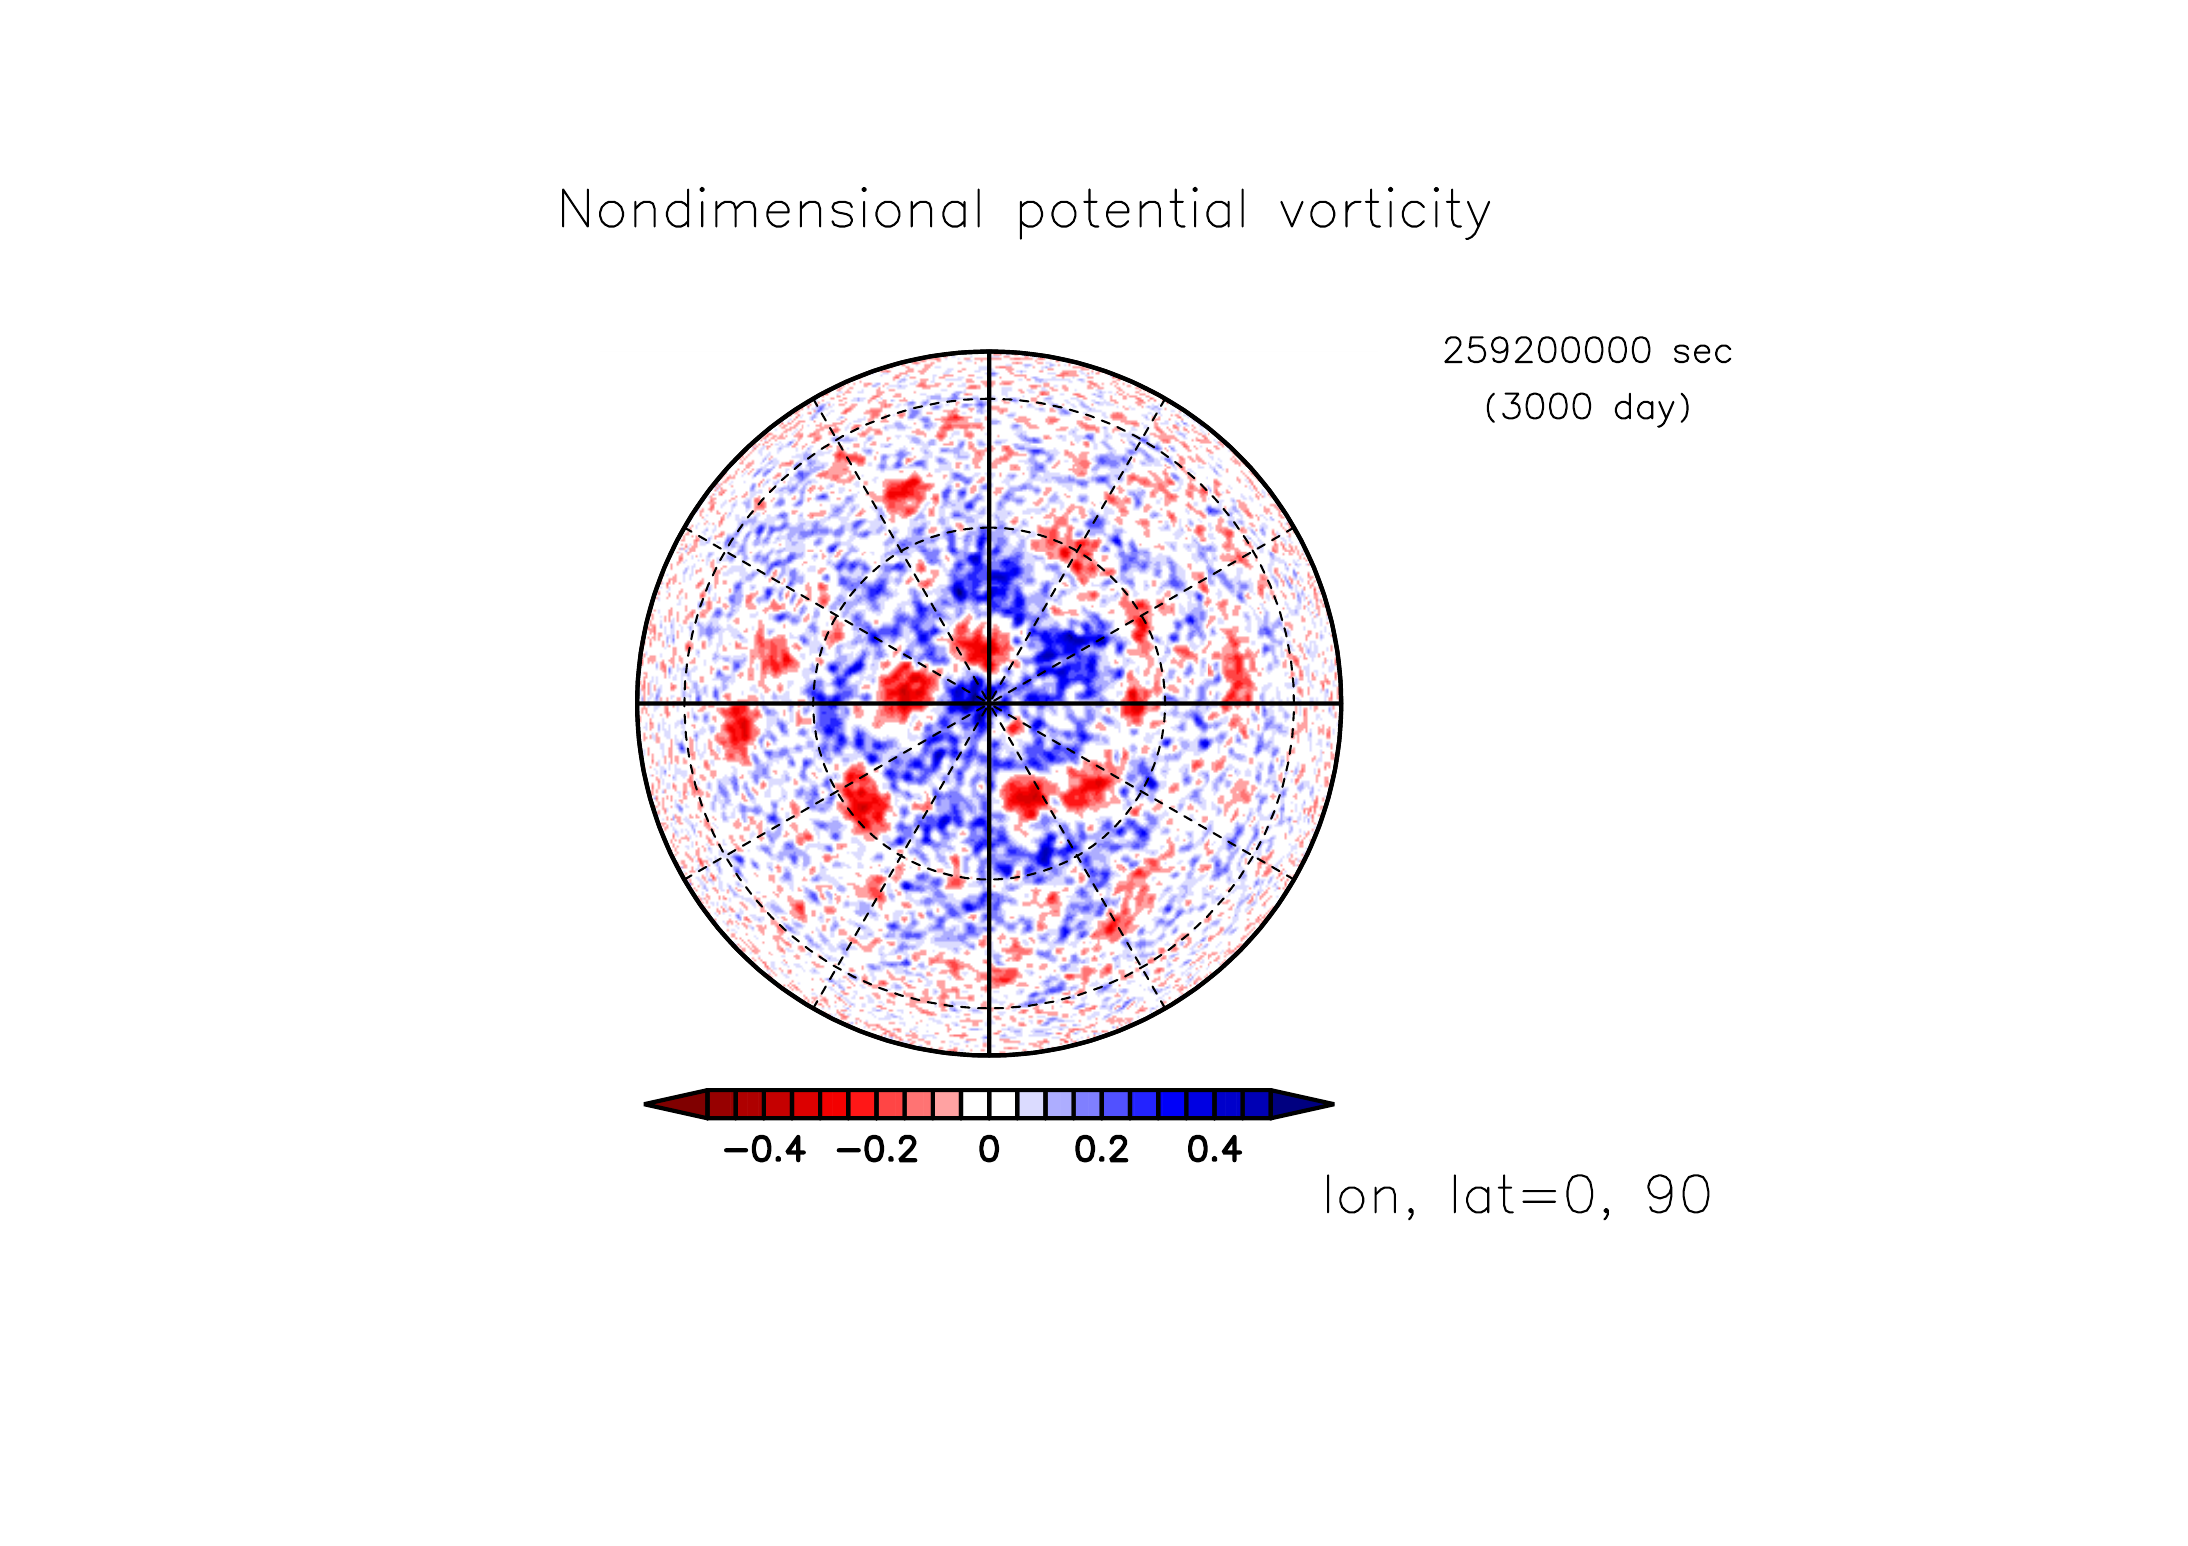 Nondimensional potential vorticity
259200000 sec
(3000 day)
−0.4 −0.2 0 0.2 0.4
lon, lat=0, 90